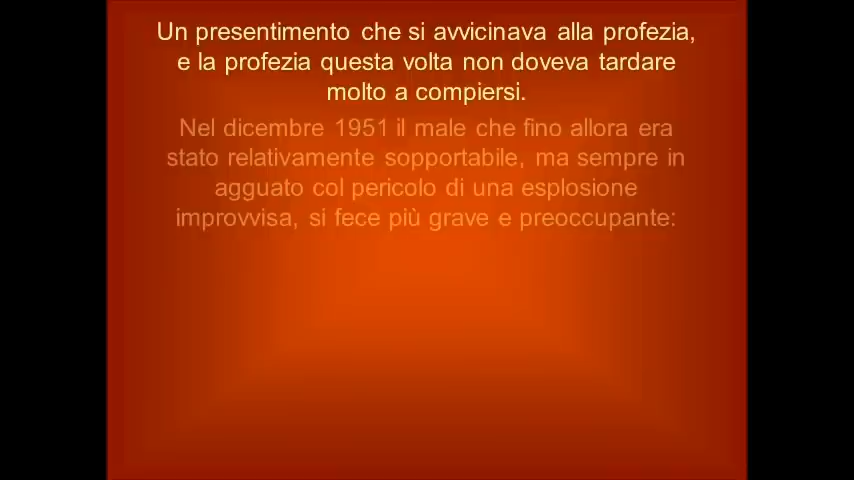 Un presentimento che si avvicinava alla profezia,
e la profezia questa volta non doveva tardare
molto a compiersi.
Nel dicembre 1951 il male che fino allora era
stato relativamente sopportabile, ma sempre in
agguato col pericolo di una esplosione
improvvisa, si fece più grave e preoccupante: